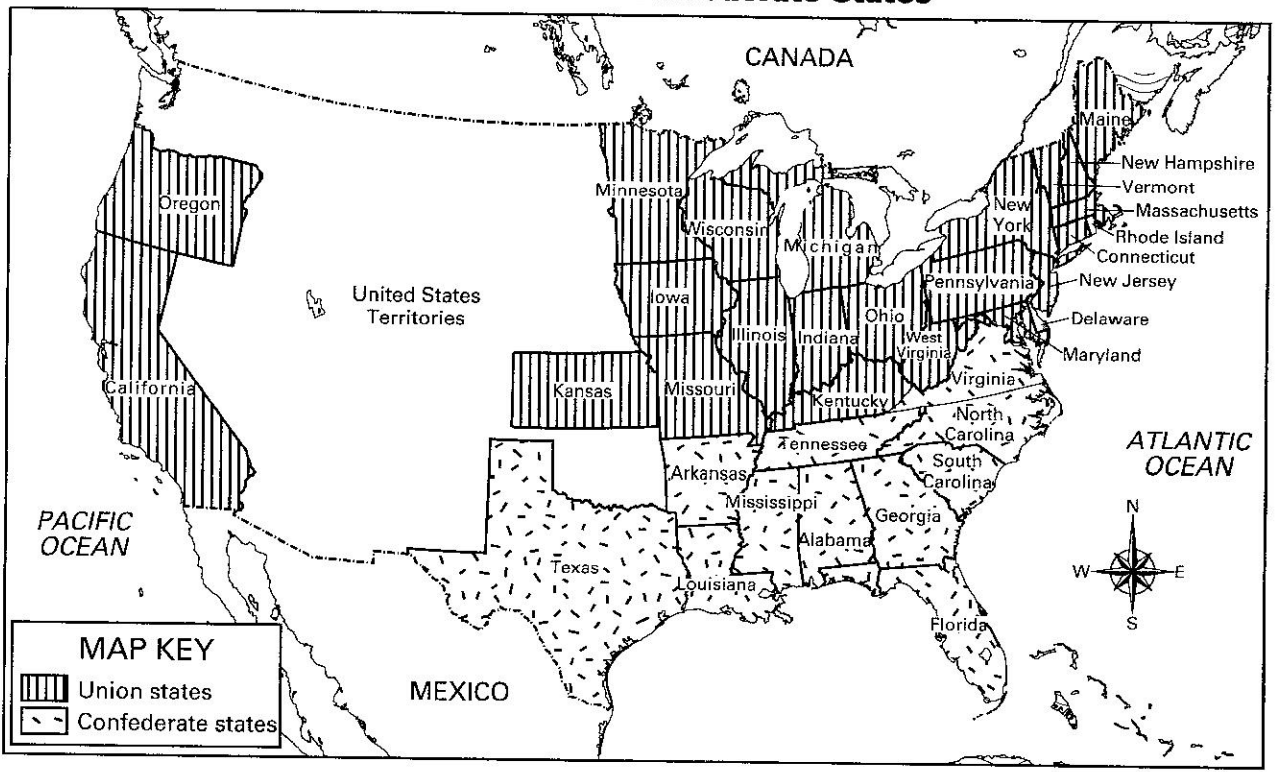 States
CANADA
Maine
New Hampshire
Vermont
Massachusetts
Rhode Island
Connecticut
New Jersey
Delaware
Maryland
Oregon
Minnesota
Wisconsin
Michigan
New
York
Pennsylvania
United States
Territories
Iowa
Illinois
Indiana
Ohio
West
Virginia
Virginia
California
Kansas
Missouri
Kentucky
North
Carolina
Tennessee
South
Carolina
Arkansas
Mississippi
Georgia
Alabama
Texas
Louisiana
Florida
ATLANTIC
OCEAN
PACIFIC
OCEAN
N
W
E
S
MEXICO
MAP KEY
Union states
Confederate states